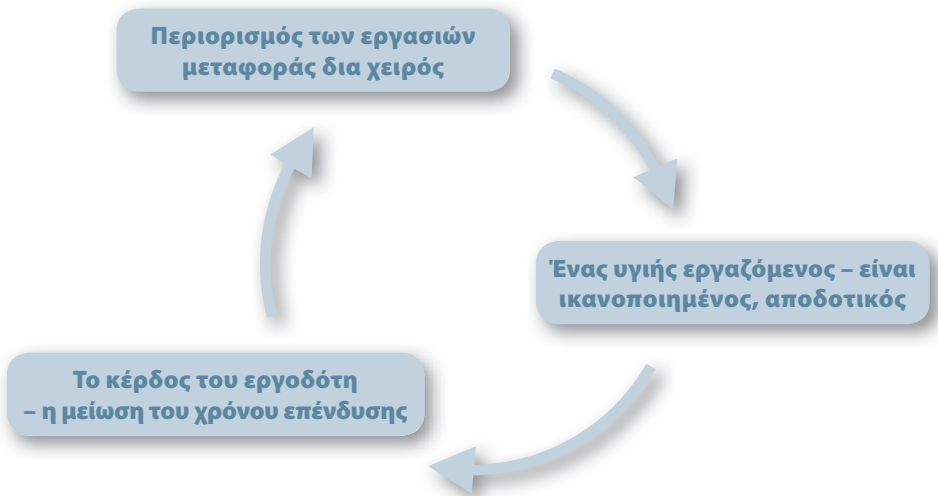 Περιορισμός των εργασιών
μεταφοράς δια χειρός
Ένας υγιής εργαζόμενος – είναι
ικανοποιημένος, αποδοτικός
Το κέρδος του εργοδότη
– η μείωση του χρόνου επένδυσης